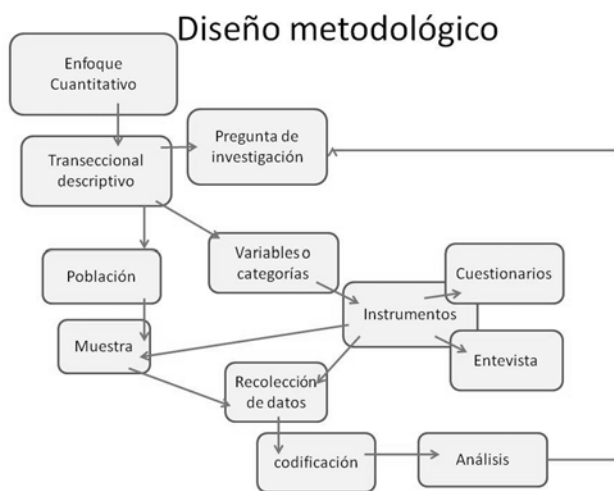 Diseño metodológico
Enfoque
Cuantitativo
Pregunta de
investigación
Transeccional
descriptivo
Variables o
categorías
Cuestionarios
Población
Instrumentos
Muestra
Entevista
Recolección
de datos
codificación
Análisis